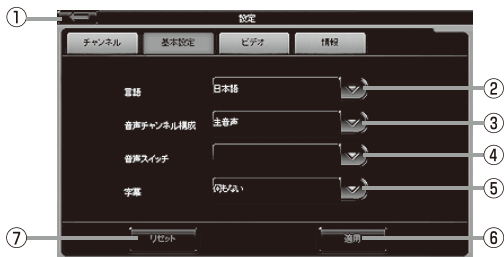 ① 設定
チャンネル 基本設定 ビデオ 情報
言語 日本語 ②
音声チャンネル構成 主音声 ③
音声スイッチ ④
字幕 何もない ⑤
⑦ リセット 適用 ⑥